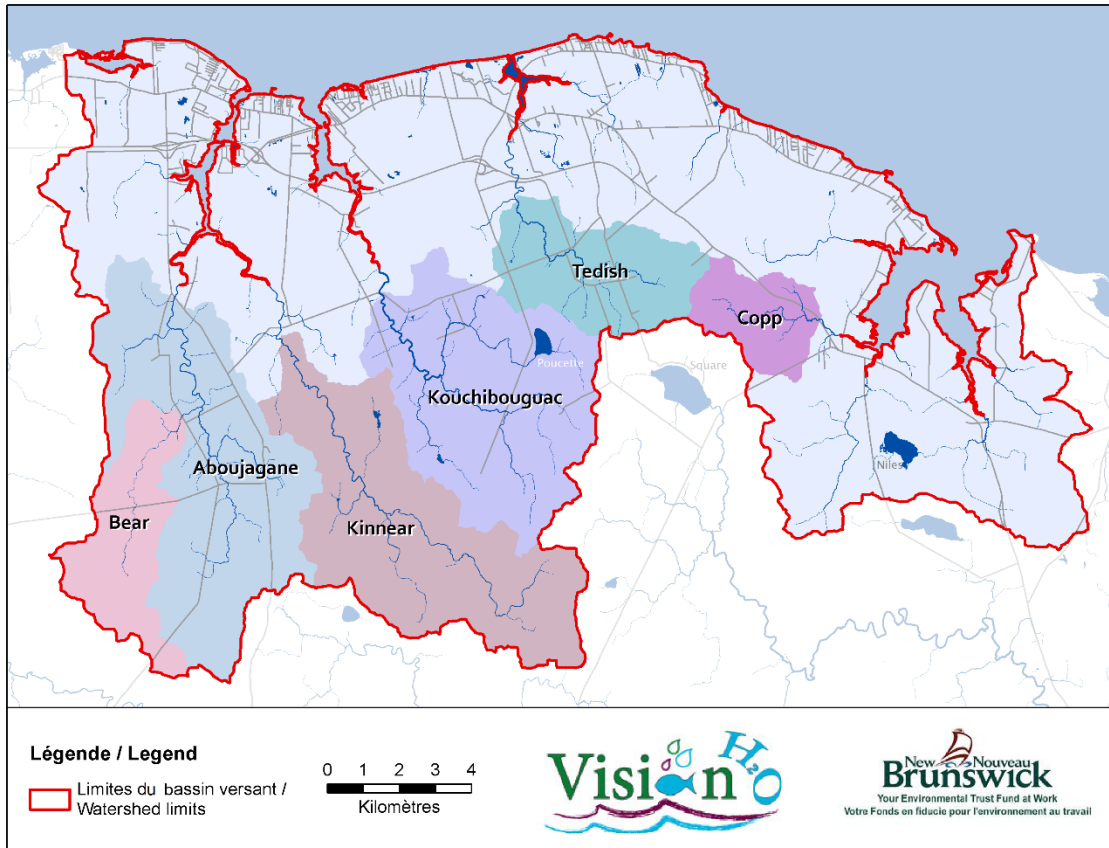 Tedish
Copp
Poucette
Square
Kouchibouguac
Aboujagane
Niles
Bear
Kinnear
Légende / Legend
Limites du bassin versant /
Watershed limits
0 1 2 3 4
Kilomètres
Vision H2O
New Nouveau
Brunswick
Your Environmental Trust Fund at Work
Votre Fonds en fiducie pour l'environnement au travail